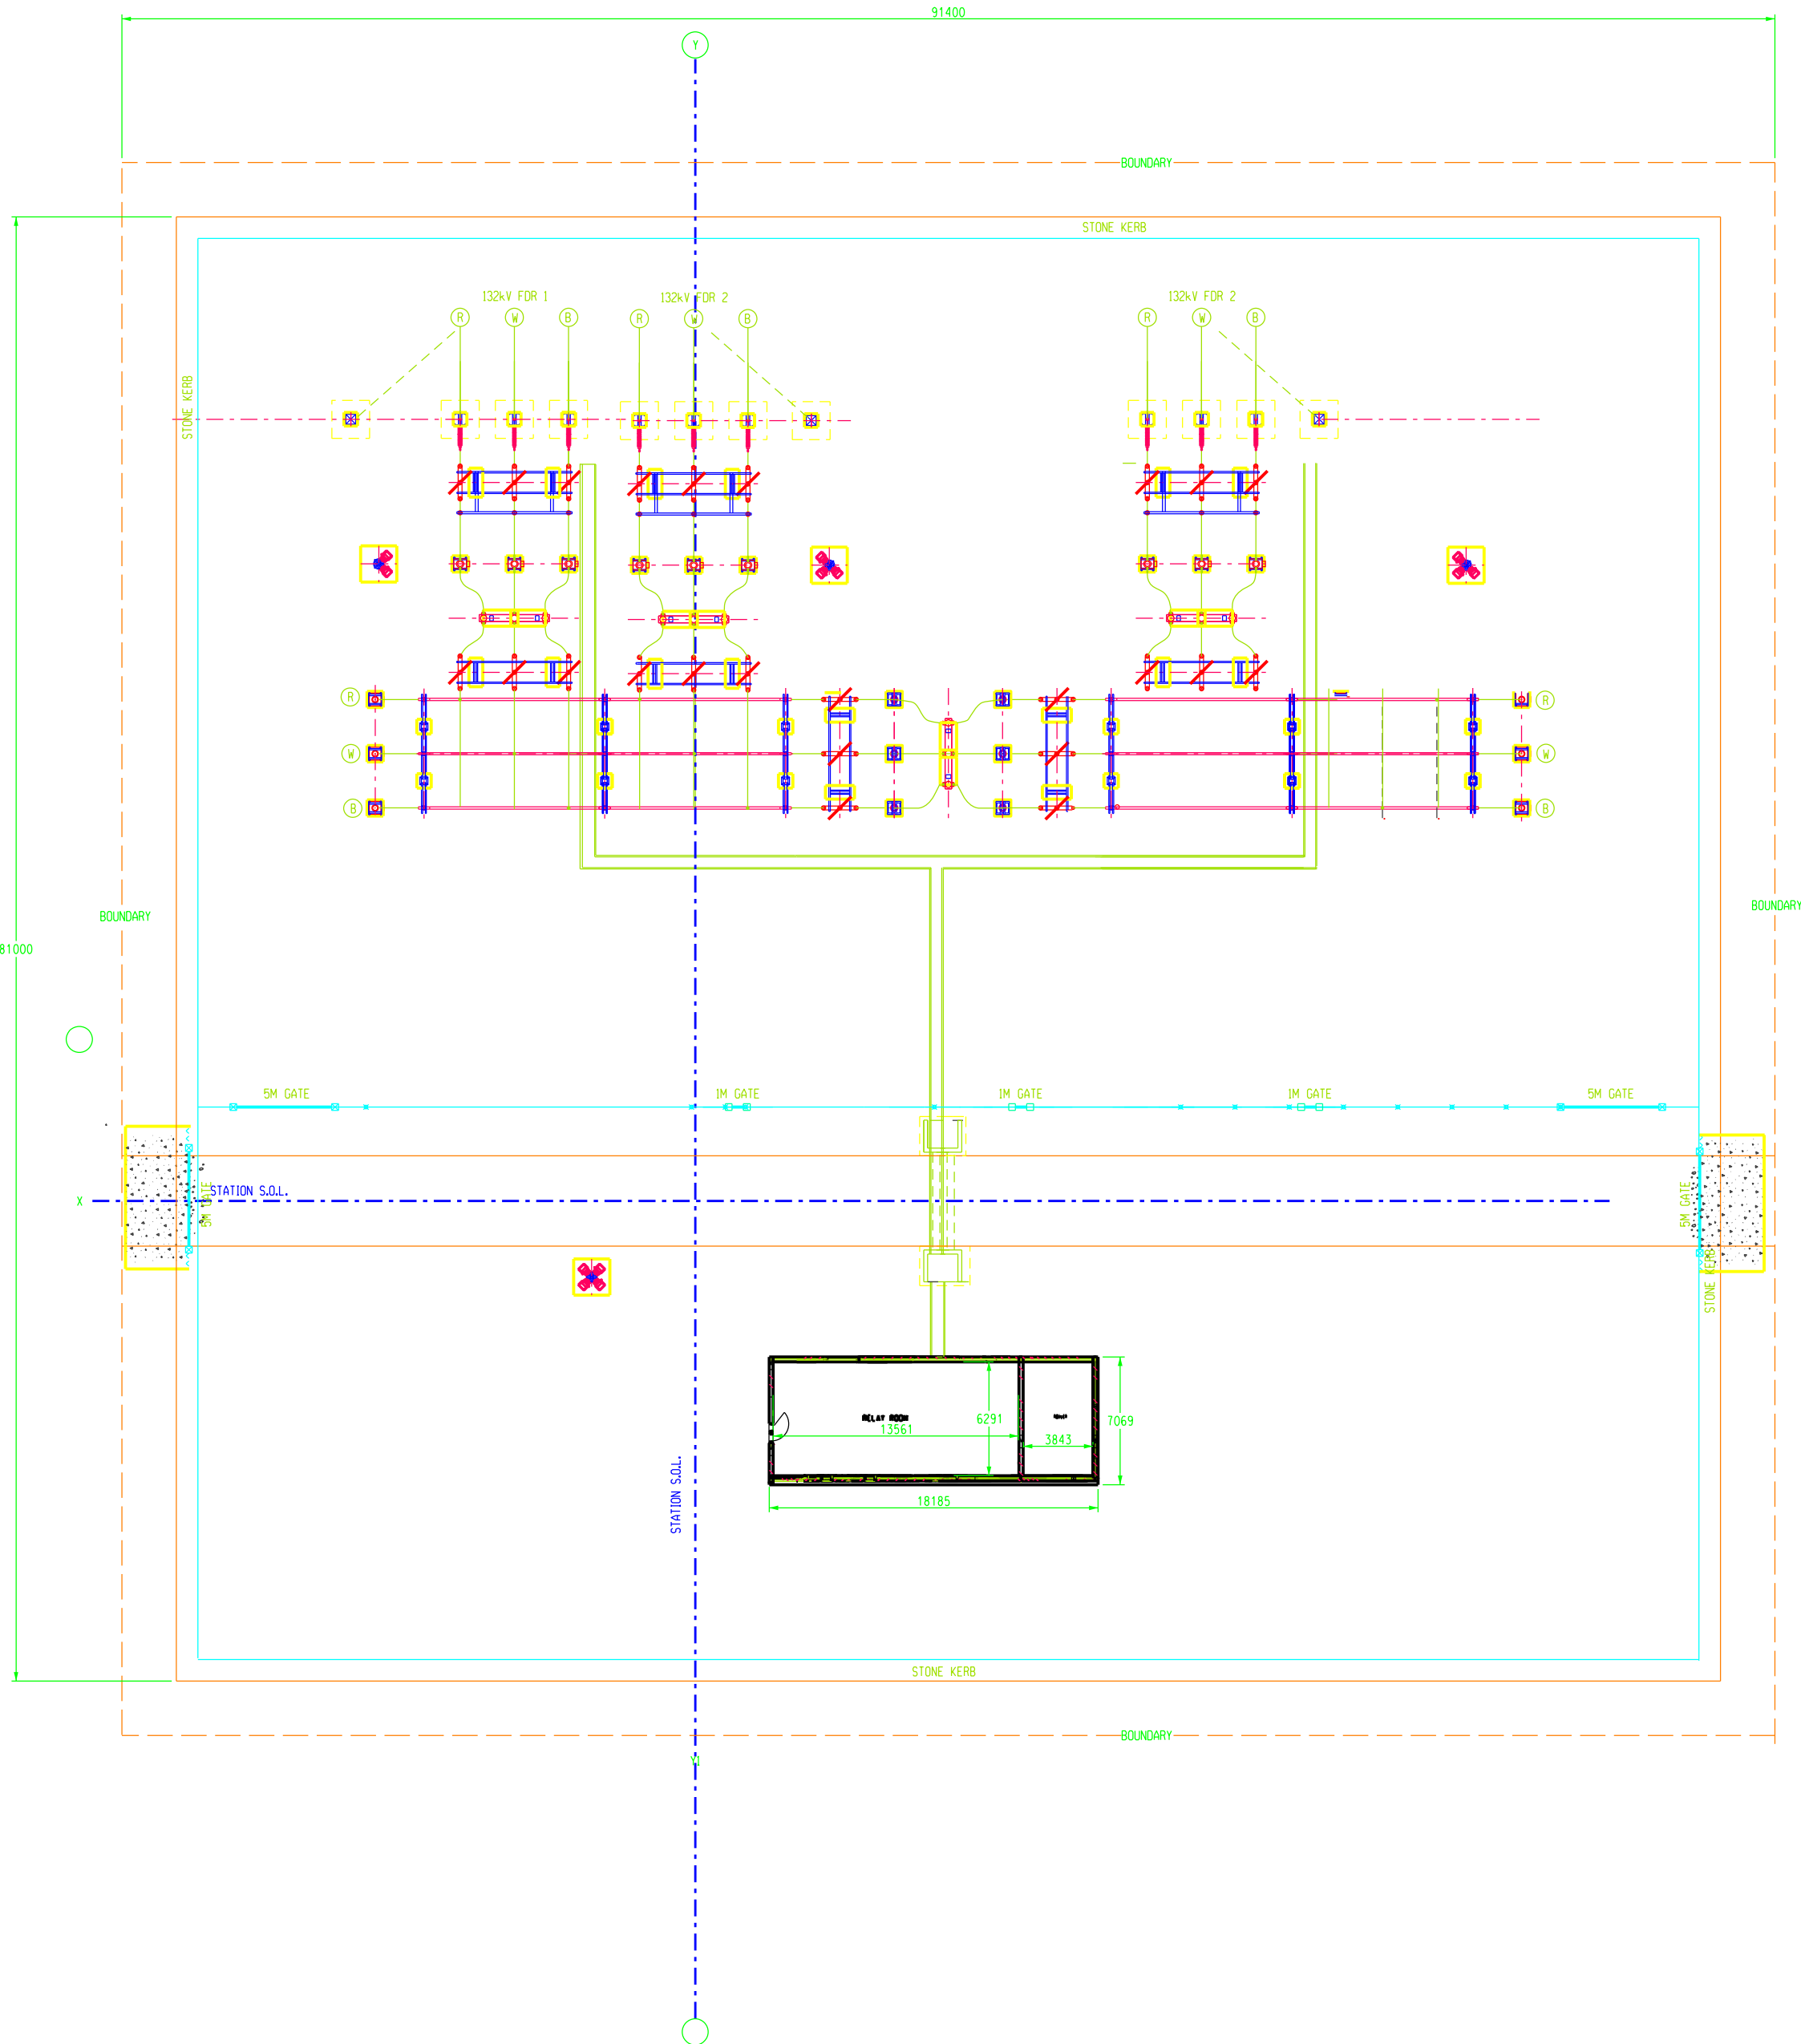 91400
Y
BOUNDARY
STONE KERB
132kV FDR 1
132kV FDR 2
132kV FDR 2
R
W
B
R
W
B
R
W
B
STONE KERB
R
R
W
W
B
B
BOUNDARY
BOUNDARY
81000
5M GATE
1M GATE
1M GATE
1M GATE
5M GATE
X
STATION S.O.L.
5M GATE
5M GATE
STONE KERB
RELAY ROOM
13561
6291
3843
7069
18185
STATION S.O.L.
STONE KERB
BOUNDARY
Y1